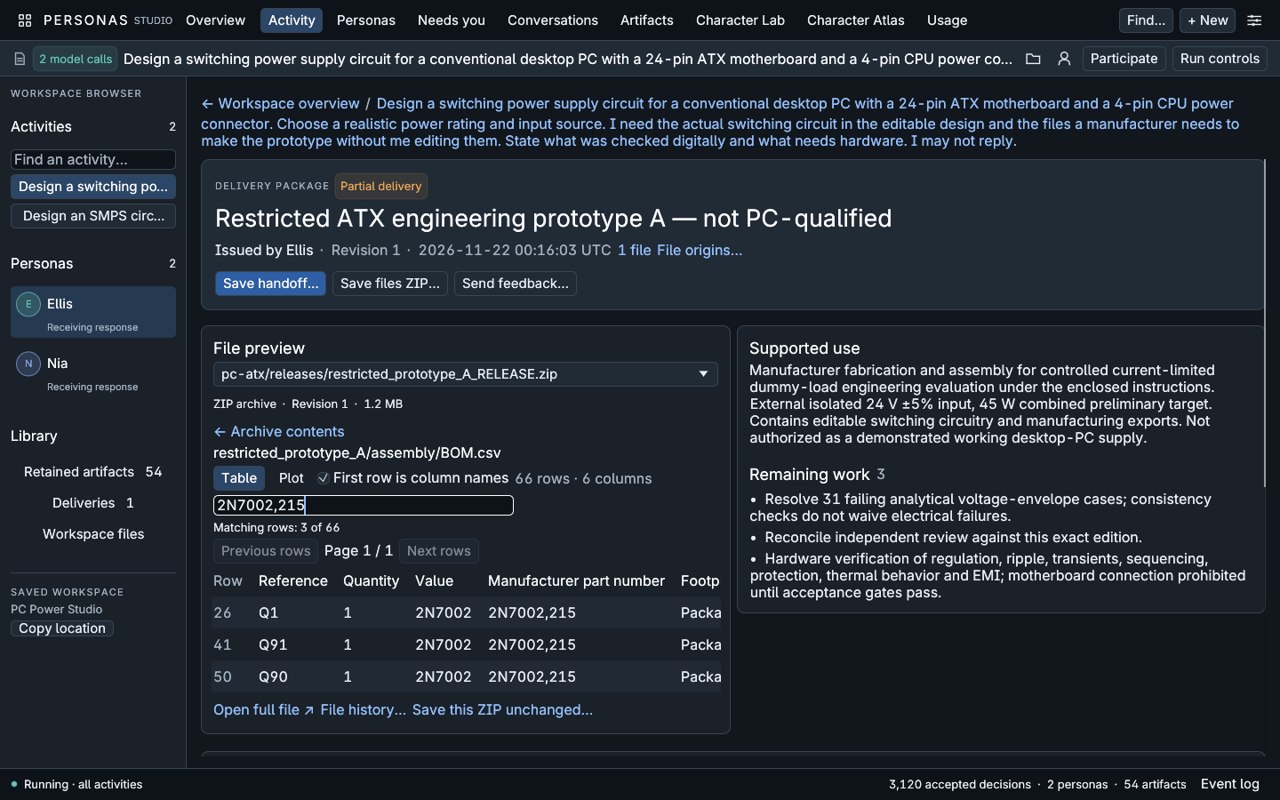 PERSONAS STUDIO Overview Activity Personas Needs you Conversations Artifacts Character Lab Character Atlas Usage Find... + New
2 model calls Design a switching power supply circuit for a conventional desktop PC with a 24-pin ATX motherboard and a 4-pin CPU power co... Participate Run controls
WORKSPACE BROWSER
Activities 2
Find an activity...
Design a switching po...
Design an SMPS circ...
Personas 2
E Ellis
Receiving response
N Nia
Receiving response
Library
Retained artifacts 54
Deliveries 1
Workspace files
SAVED WORKSPACE
PC Power Studio
Copy location
← Workspace overview / Design a switching power supply circuit for a conventional desktop PC with a 24-pin ATX motherboard and a 4-pin CPU power
connector. Choose a realistic power rating and input source. I need the actual switching circuit in the editable design and the files a manufacturer needs to
make the prototype without me editing them. State what was checked digitally and what needs hardware. I may not reply.
DELIVERY PACKAGE Partial delivery
Restricted ATX engineering prototype A — not PC-qualified
Issued by Ellis · Revision 1 · 2026-11-22 00:16:03 UTC 1 file File origins...
Save handoff... Save files ZIP... Send feedback...
File preview
pc-atx/releases/restricted_prototype_A_RELEASE.zip
ZIP archive · Revision 1 · 1.2 MB
← Archive contents
restricted_prototype_A/assembly/BOM.csv
Table Plot ✓ First row is column names 66 rows · 6 columns
2N7002,215
Matching rows: 3 of 66
Previous rows Page 1 / 1 Next rows
Row Reference Quantity Value Manufacturer part number Footp
26 Q1 1 2N7002 2N7002,215 Packa
41 Q91 1 2N7002 2N7002,215 Packa
50 Q90 1 2N7002 2N7002,215 Packa
Open full file ↗ File history... Save this ZIP unchanged...
Supported use
Manufacturer fabrication and assembly for controlled current-limited
dummy-load engineering evaluation under the enclosed instructions.
External isolated 24 V ±5% input, 45 W combined preliminary target.
Contains editable switching circuitry and manufacturing exports. Not
authorized as a demonstrated working desktop-PC supply.
Remaining work 3
• Resolve 31 failing analytical voltage-envelope cases; consistency
checks do not waive electrical failures.
• Reconcile independent review against this exact edition.
• Hardware verification of regulation, ripple, transients, sequencing,
protection, thermal behavior and EMI; motherboard connection prohibited
until acceptance gates pass.
Running · all activities 3,120 accepted decisions · 2 personas · 54 artifacts Event log